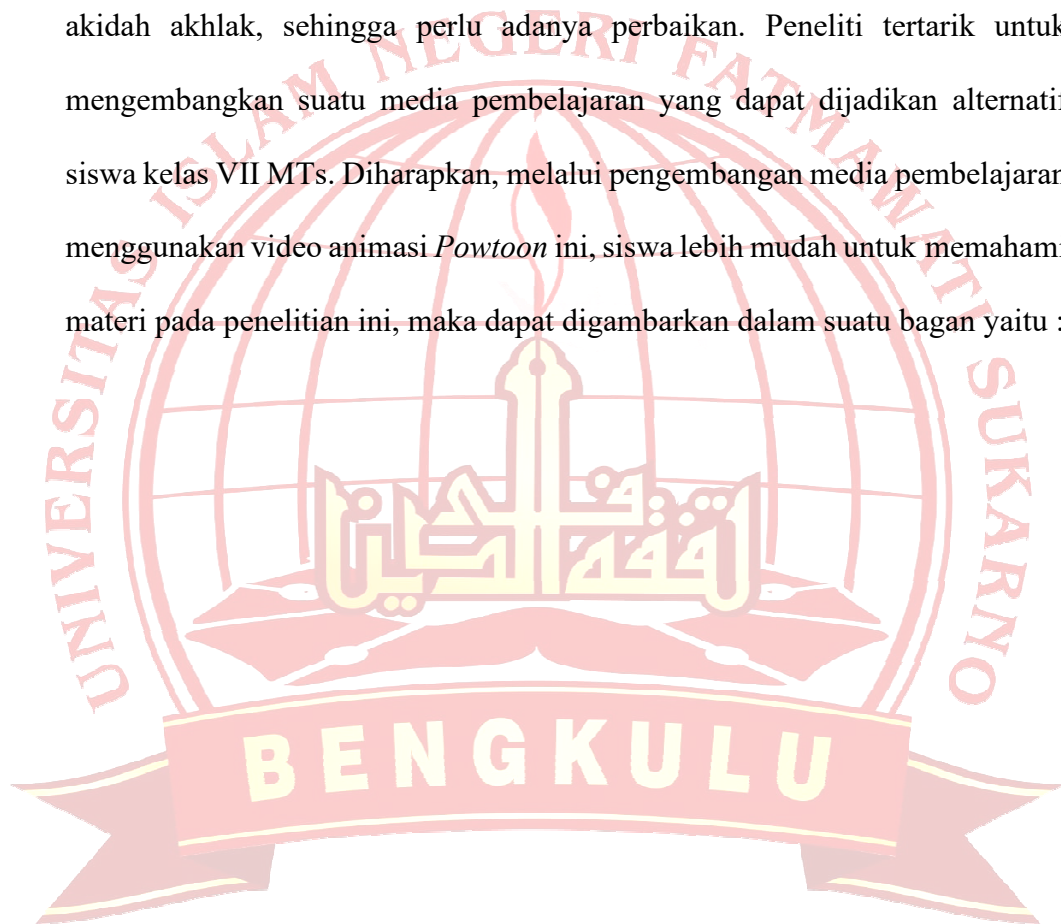 akidah akhlak, sehingga perlu adanya perbaikan. Peneliti tertarik untuk
mengembangkan suatu media pembelajaran yang dapat dijadikan alternatif
siswa kelas VII MTs. Diharapkan, melalui pengembangan media pembelajaran
menggunakan video animasi Powtoon ini, siswa lebih mudah untuk memahami
materi pada penelitian ini, maka dapat digambarkan dalam suatu bagan yaitu :
UNIVERSITAS ISLAM NEGERI FATMAWATI SUKARNO
BENGKULU